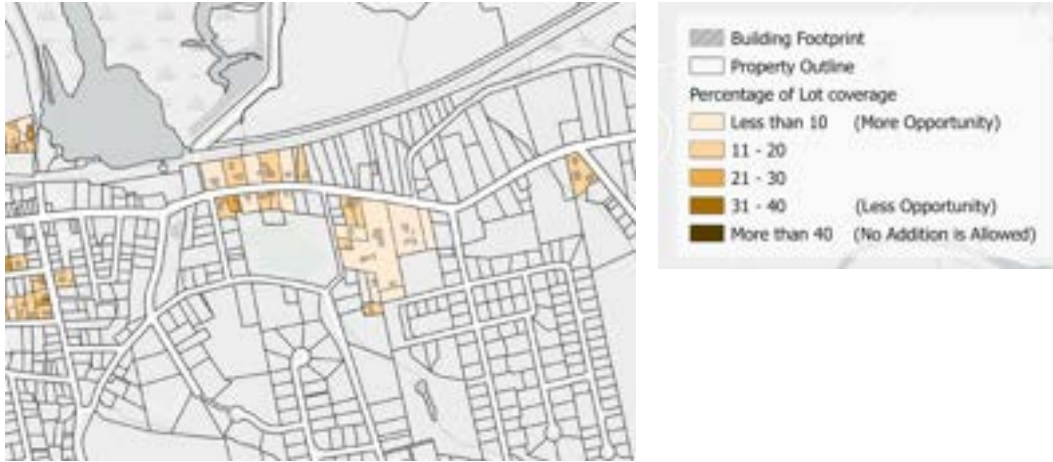 Building Footprint
Property Outline
Percentage of Lot coverage
Less than 10 (More Opportunity)
11 - 20
21 - 30
31 - 40 (Less Opportunity)
More than 40 (No Addition is Allowed)